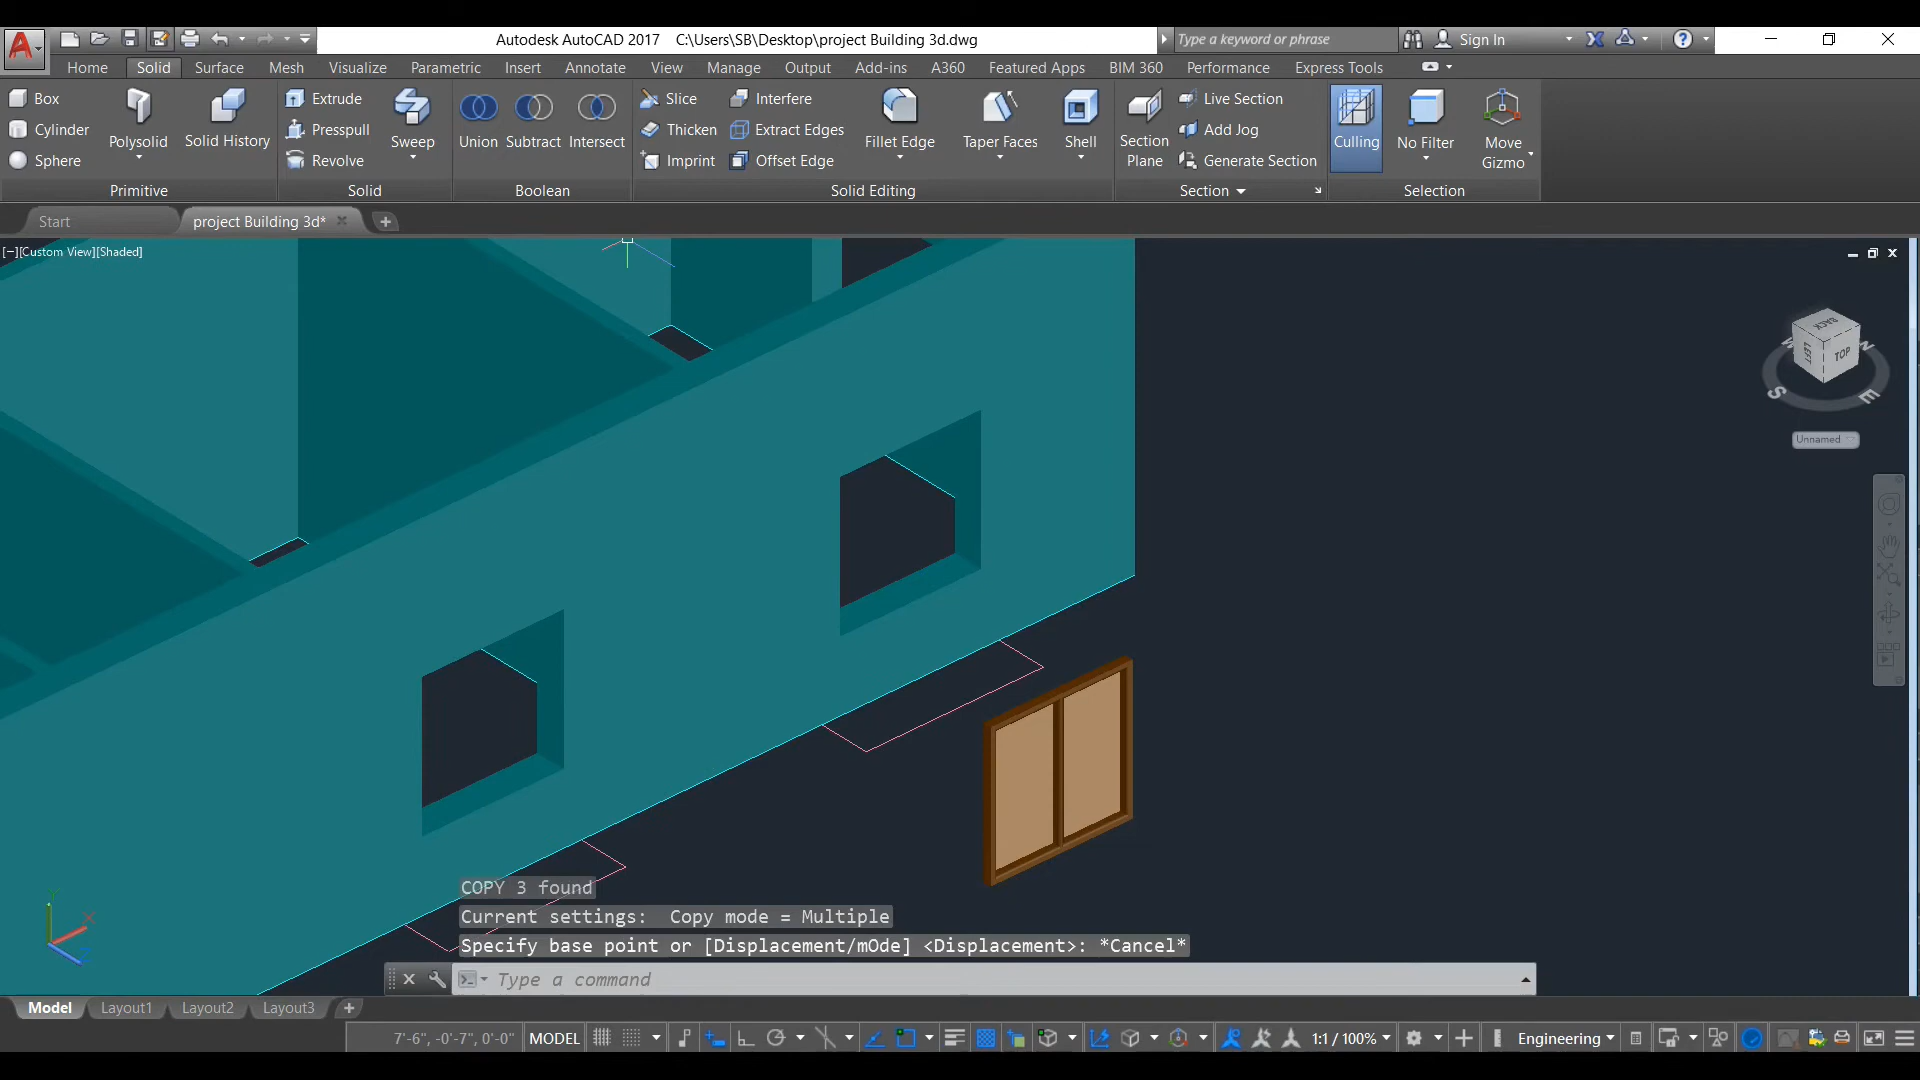 Autodesk AutoCAD 2017 C:\Users\SB\Desktop\project Building 3d.dwg
Type a keyword or phrase
Sign In
Home Solid Surface Mesh Visualize Parametric Insert Annotate View Manage Output Add-ins A360 Featured Apps BIM 360 Performance Express Tools
Box
Cylinder
Sphere
Polysolid
Solid History
Primitive
Extrude
Presspull
Revolve
Sweep
Solid
Union
Subtract
Intersect
Boolean
Slice
Thicken
Imprint
Interfere
Extract Edges
Offset Edge
Fillet Edge
Taper Faces
Shell
Solid Editing
Section
Plane
Live Section
Add Jog
Generate Section
Section
Culling
No Filter
Move
Gizmo
Selection
Start
project Building 3d*
[−][Custom View][Shaded]
BACK
LEFT
TOP
W
N
S
E
Unnamed
Y
X
Z
COPY 3 found
Current settings: Copy mode = Multiple
Specify base point or [Displacement/mOde] <Displacement>: *Cancel*
Type a command
Model Layout1 Layout2 Layout3
7'-6", -0'-7", 0'-0" MODEL
1:1 / 100%
Engineering